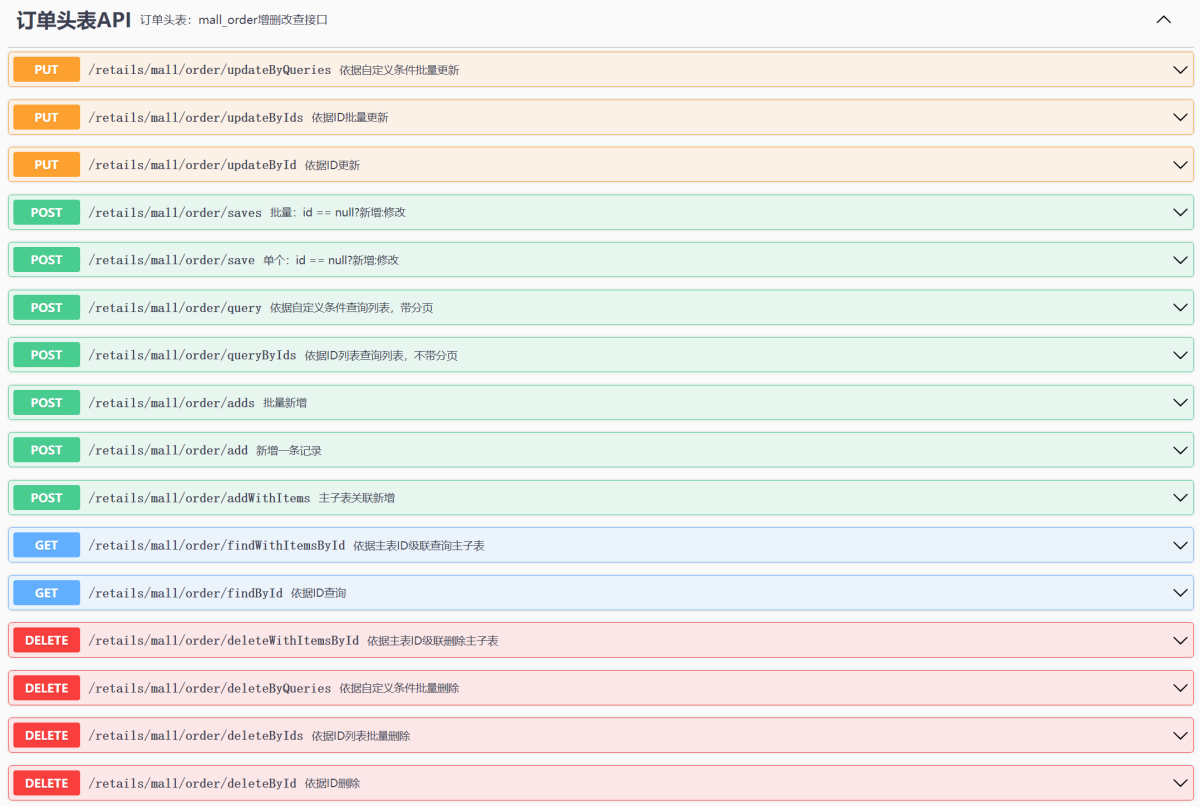 订单头表API 订单头表：mall_order增删改查接口
PUT /retails/mall/order/updateByQueries 依据自定义条件批量更新
PUT /retails/mall/order/updateByIds 依据ID批量更新
PUT /retails/mall/order/updateById 依据ID更新
POST /retails/mall/order/saves 批量：id == null?新增:修改
POST /retails/mall/order/save 单个：id == null?新增:修改
POST /retails/mall/order/query 依据自定义条件查询列表，带分页
POST /retails/mall/order/queryByIds 依据ID列表查询列表，不带分页
POST /retails/mall/order/adds 批量新增
POST /retails/mall/order/add 新增一条记录
POST /retails/mall/order/addWithItems 主子表关联新增
GET /retails/mall/order/findWithItemsById 依据主表ID级联查询主子表
GET /retails/mall/order/findById 依据ID查询
DELETE /retails/mall/order/deleteWithItemsById 依据主表ID级联删除主子表
DELETE /retails/mall/order/deleteByQueries 依据自定义条件批量删除
DELETE /retails/mall/order/deleteByIds 依据ID列表批量删除
DELETE /retails/mall/order/deleteById 依据ID删除